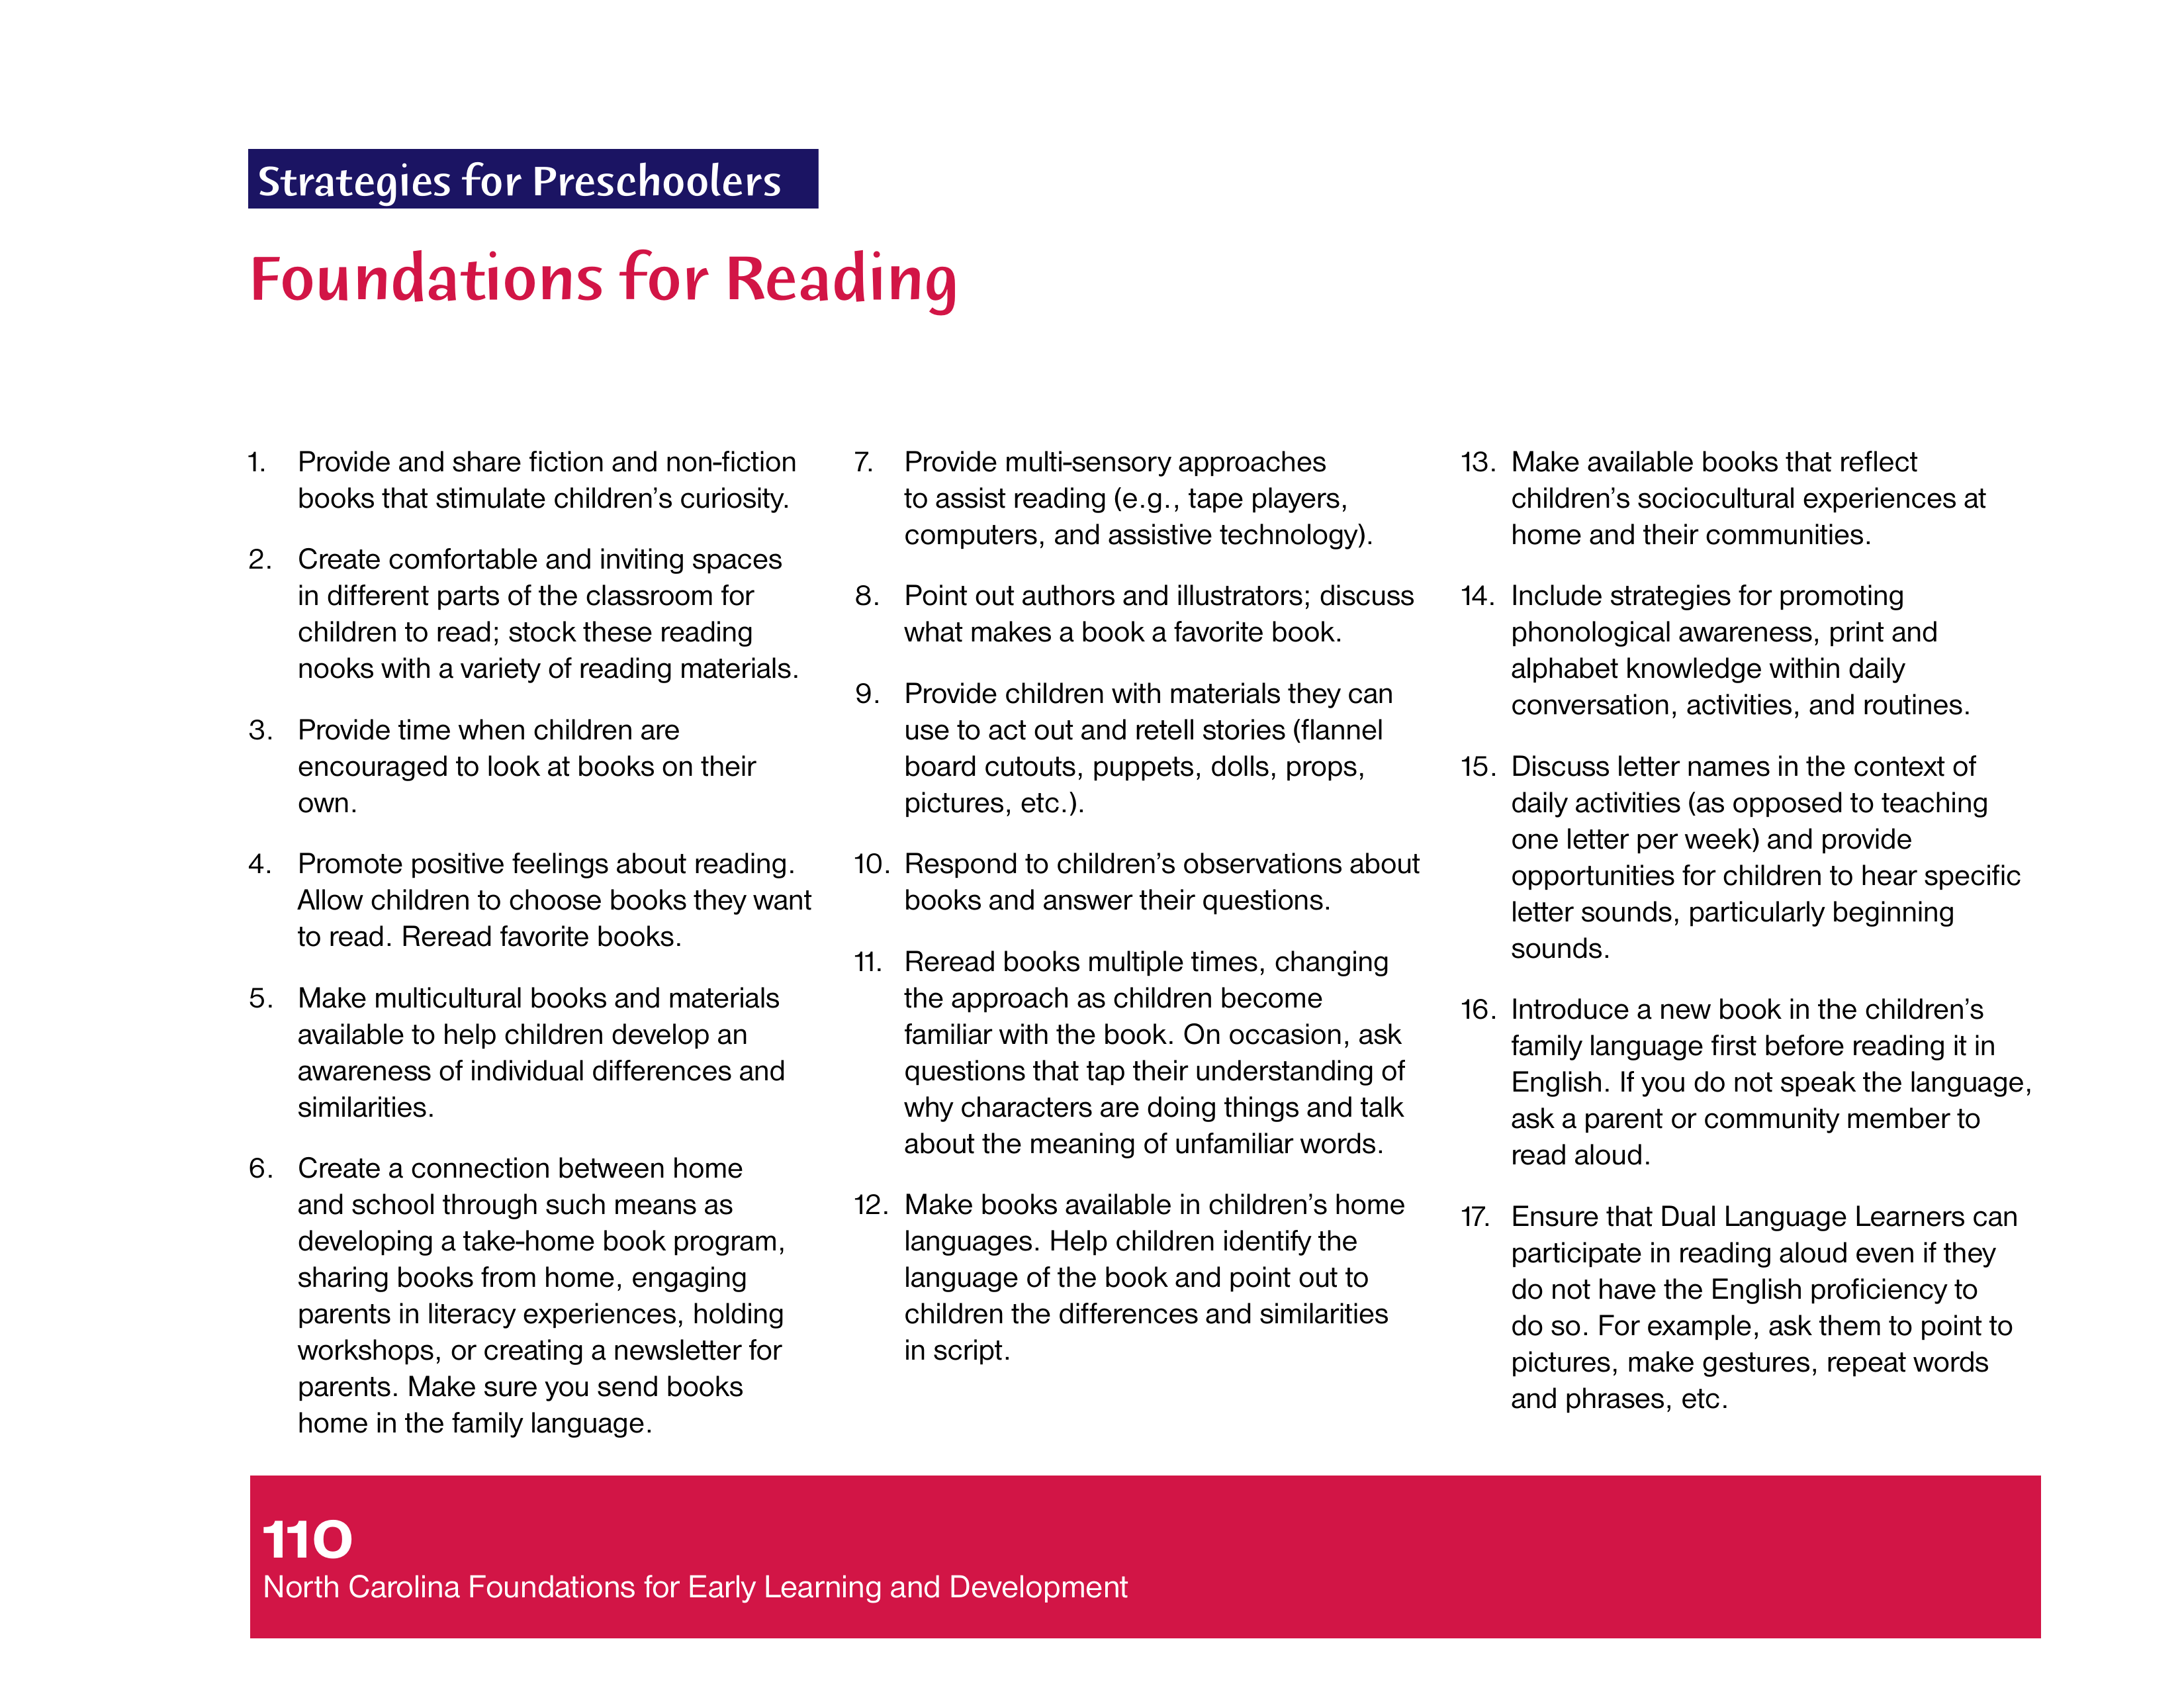 Strategies for Preschoolers
Foundations for Reading
1. Provide and share fiction and non-fiction
books that stimulate children’s curiosity.
2. Create comfortable and inviting spaces
in different parts of the classroom for
children to read; stock these reading
nooks with a variety of reading materials.
3. Provide time when children are
encouraged to look at books on their
own.
4. Promote positive feelings about reading.
Allow children to choose books they want
to read. Reread favorite books.
5. Make multicultural books and materials
available to help children develop an
awareness of individual differences and
similarities.
6. Create a connection between home
and school through such means as
developing a take-home book program,
sharing books from home, engaging
parents in literacy experiences, holding
workshops, or creating a newsletter for
parents. Make sure you send books
home in the family language.
7. Provide multi-sensory approaches
to assist reading (e.g., tape players,
computers, and assistive technology).
8. Point out authors and illustrators; discuss
what makes a book a favorite book.
9. Provide children with materials they can
use to act out and retell stories (flannel
board cutouts, puppets, dolls, props,
pictures, etc.).
10. Respond to children’s observations about
books and answer their questions.
11. Reread books multiple times, changing
the approach as children become
familiar with the book. On occasion, ask
questions that tap their understanding of
why characters are doing things and talk
about the meaning of unfamiliar words.
12. Make books available in children’s home
languages. Help children identify the
language of the book and point out to
children the differences and similarities
in script.
13. Make available books that reflect
children’s sociocultural experiences at
home and their communities.
14. Include strategies for promoting
phonological awareness, print and
alphabet knowledge within daily
conversation, activities, and routines.
15. Discuss letter names in the context of
daily activities (as opposed to teaching
one letter per week) and provide
opportunities for children to hear specific
letter sounds, particularly beginning
sounds.
16. Introduce a new book in the children’s
family language first before reading it in
English. If you do not speak the language,
ask a parent or community member to
read aloud.
17. Ensure that Dual Language Learners can
participate in reading aloud even if they
do not have the English proficiency to
do so. For example, ask them to point to
pictures, make gestures, repeat words
and phrases, etc.
110
North Carolina Foundations for Early Learning and Development